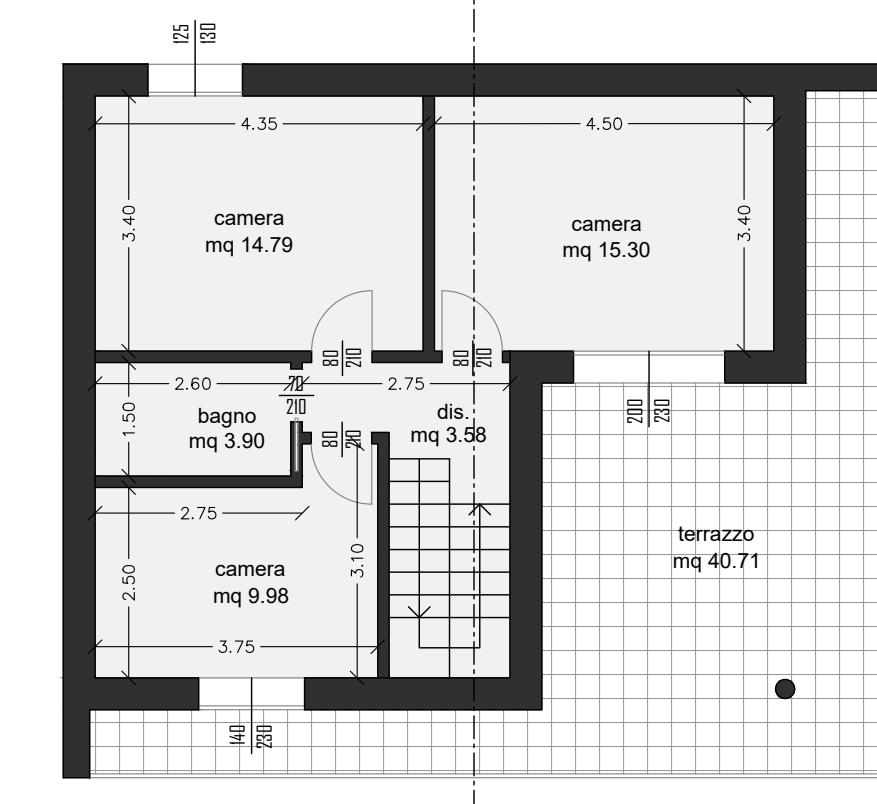 125
130
4.35
4.50
3.40
3.40
camera
mq 14.79
camera
mq 15.30
80
210
80
210
2.60
70
210
2.75
1.50
bagno
mq 3.90
dis.
mq 3.58
80
210
200
230
2.75
2.50
3.10
camera
mq 9.98
terrazzo
mq 40.71
3.75
140
230